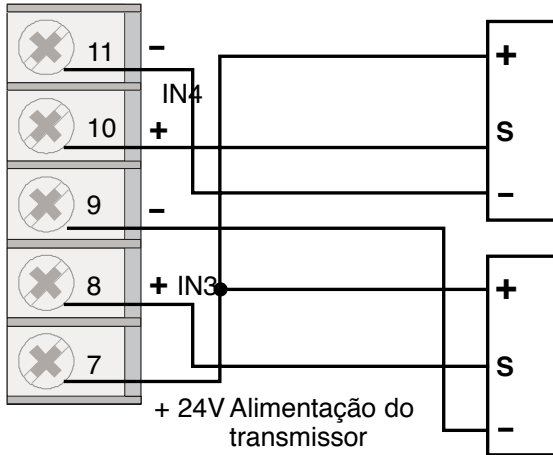 11 −
+
IN4
10 +
S
9 −
−
8 + IN3
+
7
S
+ 24V Alimentação do
transmissor
−